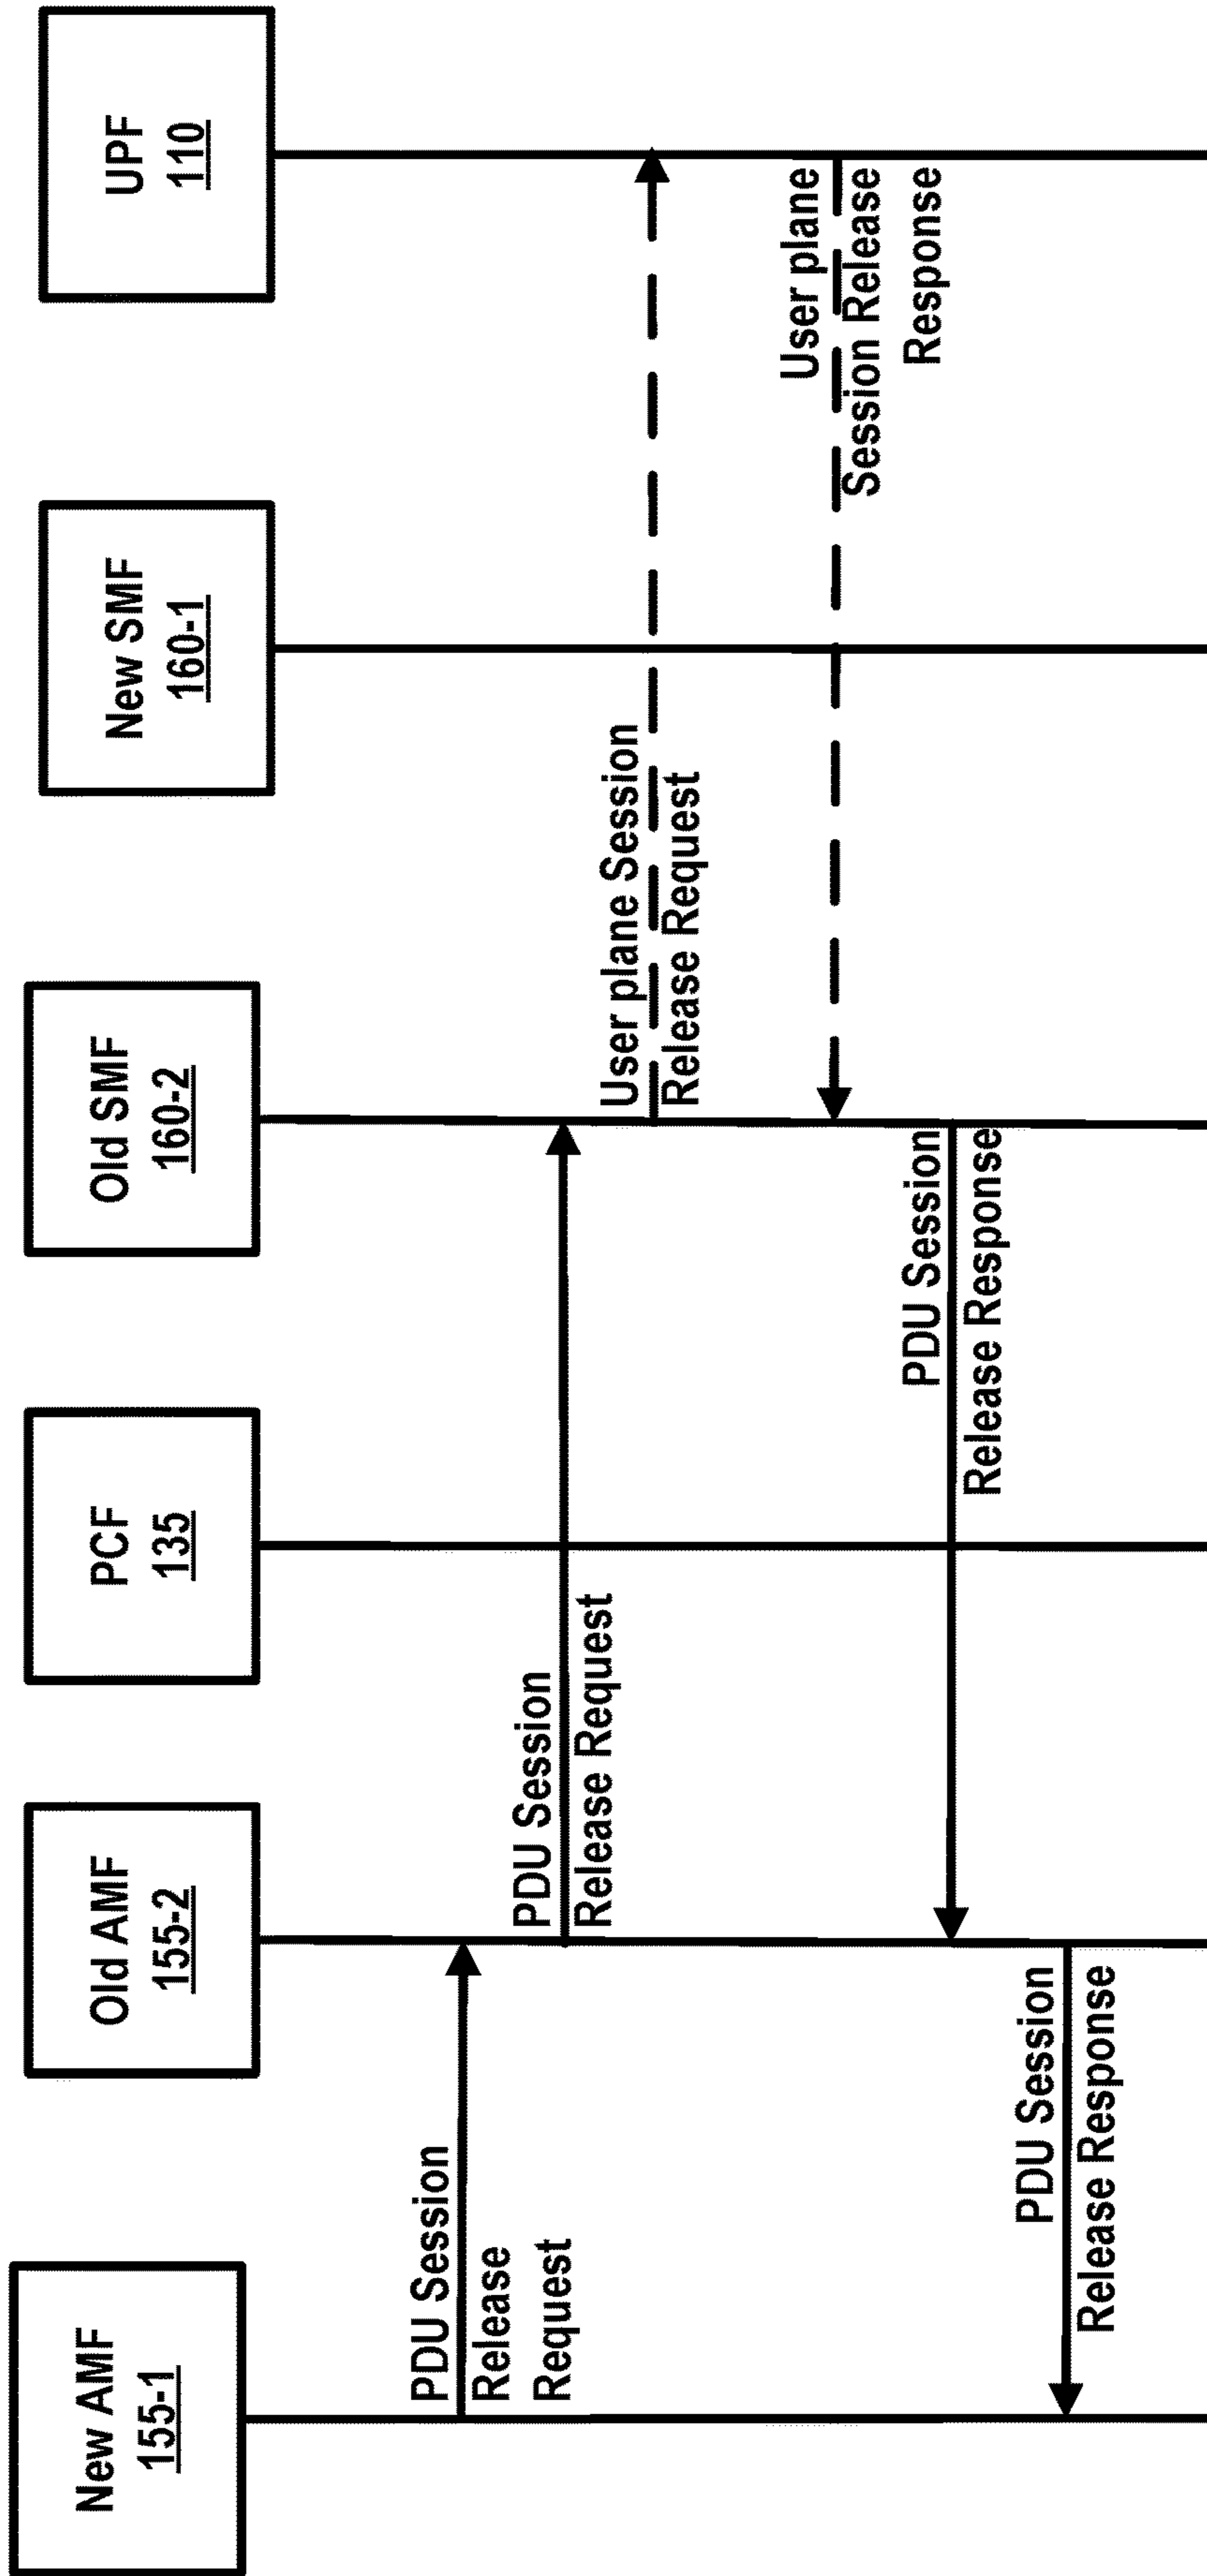 New AMF
155-1
Old AMF
155-2
PCF
135
Old SMF
160-2
New SMF
160-1
UPF
110
PDU Session
Release
Request
PDU Session
Release Request
User plane Session
Release Request
User plane
Session Release
Response
PDU Session
Release Response
PDU Session
Release Response